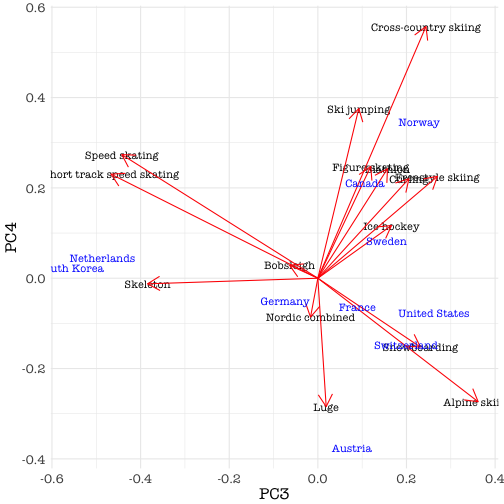 0.6
Cross-country skiing
0.4
Ski jumping
Norway
Speed skating
hort track speed skating
Figure skating
Freestyle skiing
Canada
0.2
Ice hockey
Sweden
PC4
Netherlands
uth Korea
Bobsleigh
0.0
Skeleton
Germany
France
Nordic combined
United States
Switzerland
Snowboarding
-0.2
Luge
Alpine skii
Austria
-0.4
-0.6
-0.4
-0.2
0.0
0.2
0.4
PC3